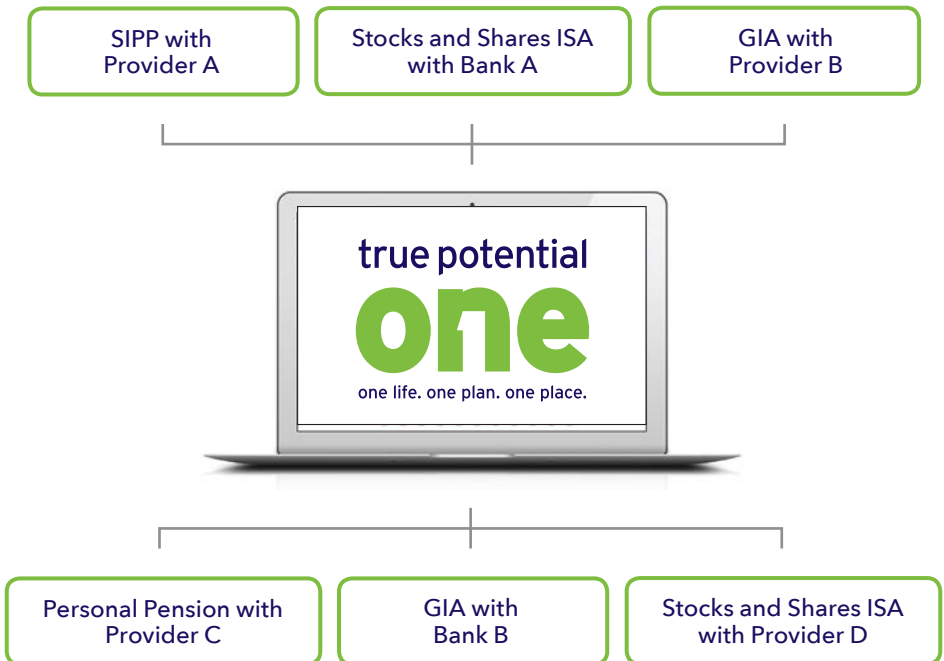 SIPP with
Provider A
Stocks and Shares ISA
with Bank A
GIA with
Provider B
true potential
one
one life. one plan. one place.
Personal Pension with
Provider C
GIA with
Bank B
Stocks and Shares ISA
with Provider D